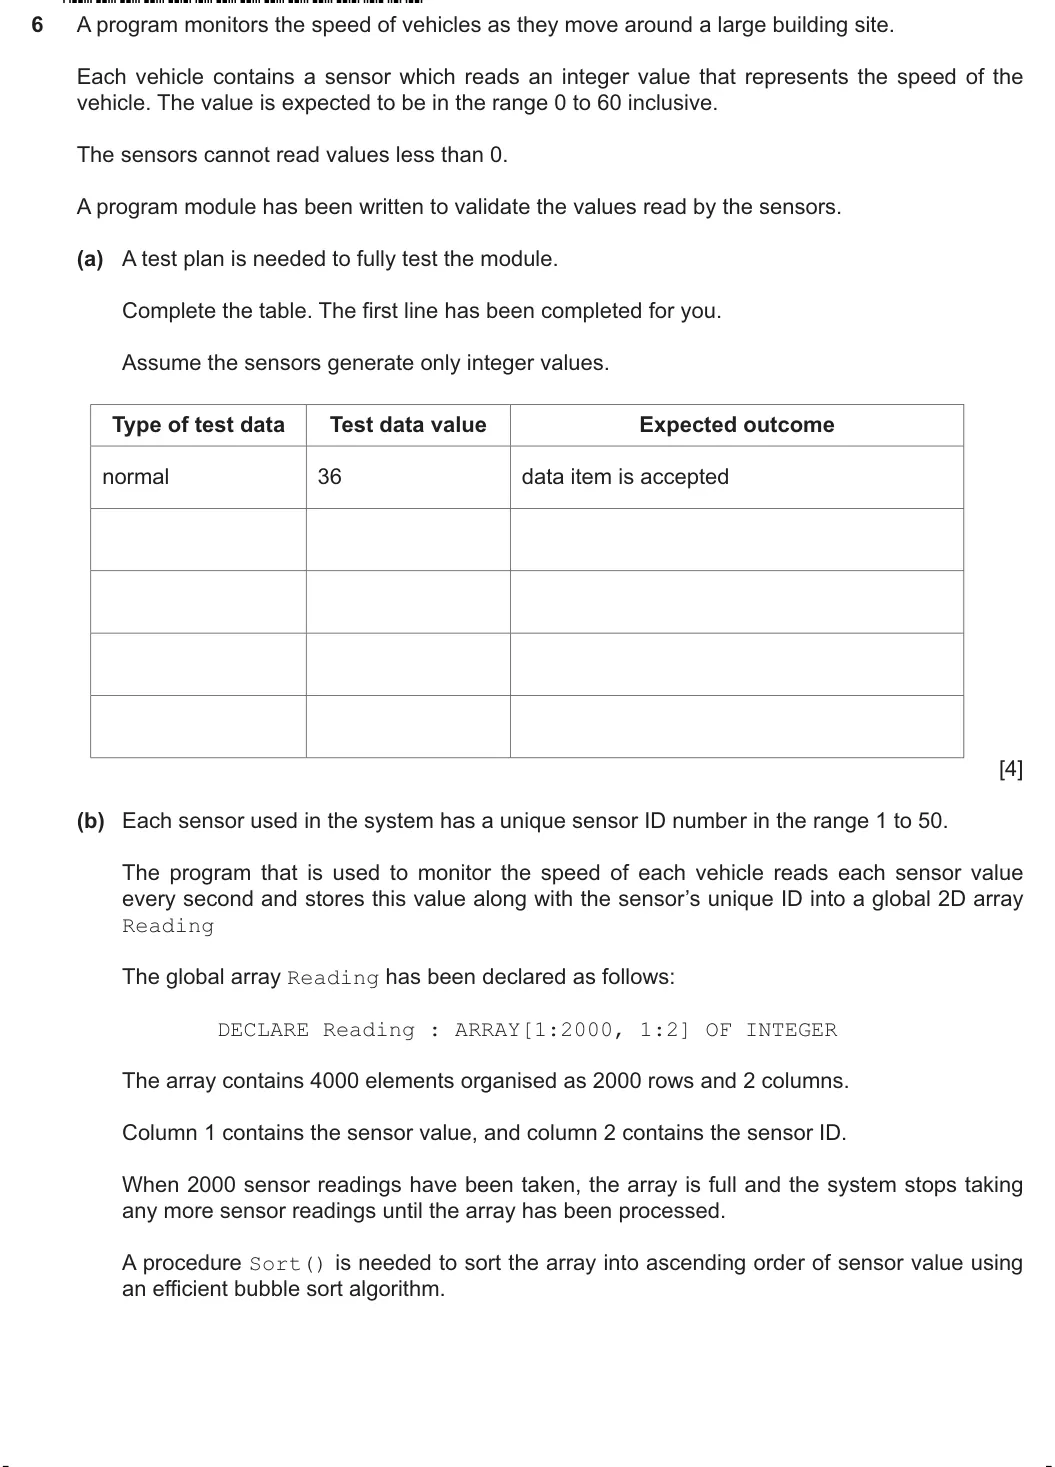 6 A program monitors the speed of vehicles as they move around a large building site.
Each vehicle contains a sensor which reads an integer value that represents the speed of the
vehicle. The value is expected to be in the range 0 to 60 inclusive.
The sensors cannot read values less than 0.
A program module has been written to validate the values read by the sensors.
(a) A test plan is needed to fully test the module.
Complete the table. The first line has been completed for you.
Assume the sensors generate only integer values.
Type of test data Test data value Expected outcome
normal 36 data item is accepted
[4]
(b) Each sensor used in the system has a unique sensor ID number in the range 1 to 50.
The program that is used to monitor the speed of each vehicle reads each sensor value
every second and stores this value along with the sensor’s unique ID into a global 2D array
Reading
The global array Reading has been declared as follows:
DECLARE Reading : ARRAY[1:2000, 1:2] OF INTEGER
The array contains 4000 elements organised as 2000 rows and 2 columns.
Column 1 contains the sensor value, and column 2 contains the sensor ID.
When 2000 sensor readings have been taken, the array is full and the system stops taking
any more sensor readings until the array has been processed.
A procedure Sort() is needed to sort the array into ascending order of sensor value using
an efficient bubble sort algorithm.